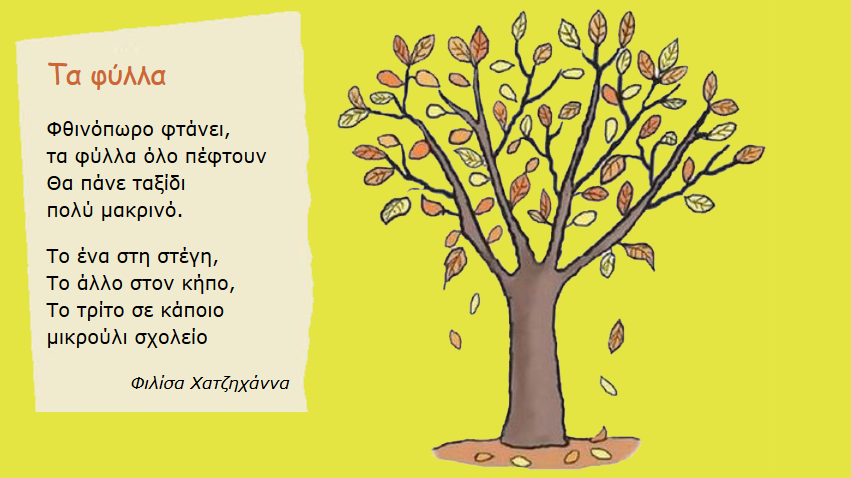 Τα φύλλα
Φθινόπωρο φτάνει,
τα φύλλα όλο πέφτουν
Θα πάνε ταξίδι
πολύ μακρινό.
Το ένα στη στέγη,
Το άλλο στον κήπο,
Το τρίτο σε κάποιο
μικρούλι σχολείο
Φιλίσα Χατζηχάννα